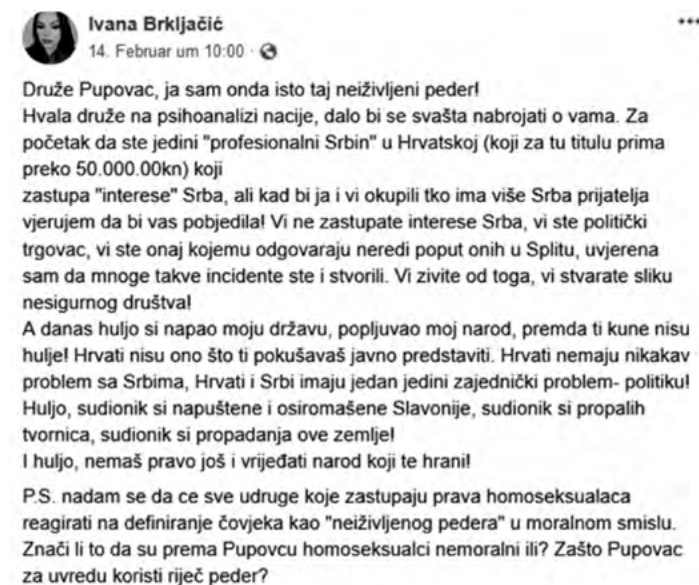 Ivana Brkljačić
14. Februar um 10:00 ·
Druže Pupovac, ja sam onda isto taj neiživljeni peder!
Hvala druže na psihoanalizi nacije, dalo bi se svašta nabrojati o vama. Za
početak da ste jedini "profesionalni Srbin" u Hrvatskoj (koji za tu titulu prima
preko 50.000.00kn) koji
zastupa "interese" Srba, ali kad bi ja i vi okupili tko ima više Srba prijatelja
vjerujem da bi vas pobjedila! Vi ne zastupate interese Srba, vi ste politički
trgovac, vi ste onaj kojemu odgovaraju neredi poput onih u Splitu, uvjerena
sam da mnoge takve incidente ste i stvorili. Vi zivite od toga, vi stvarate sliku
nesigurnog društva!
A danas huljo si napao moju državu, popljuvao moj narod, premda ti kune nisu
hulje! Hrvati nisu ono što ti pokušavaš javno predstaviti. Hrvati nemaju nikakav
problem sa Srbima, Hrvati i Srbi imaju jedan jedini zajednički problem- politiku!
Huljo, sudionik si napuštene i osiromašene Slavonije, sudionik si propalih
tvornica, sudionik si propadanja ove zemlje!
I huljo, nemaš pravo još i vrijeđati narod koji te hrani!
P.S. nadam se da ce sve udruge koje zastupaju prava homoseksualaca
reagirati na definiranje čovjeka kao "neiživljenog pedera" u moralnom smislu.
Znači li to da su prema Pupovcu homoseksualci nemoralni ili? Zašto Pupovac
za uvredu koristi riječ peder?